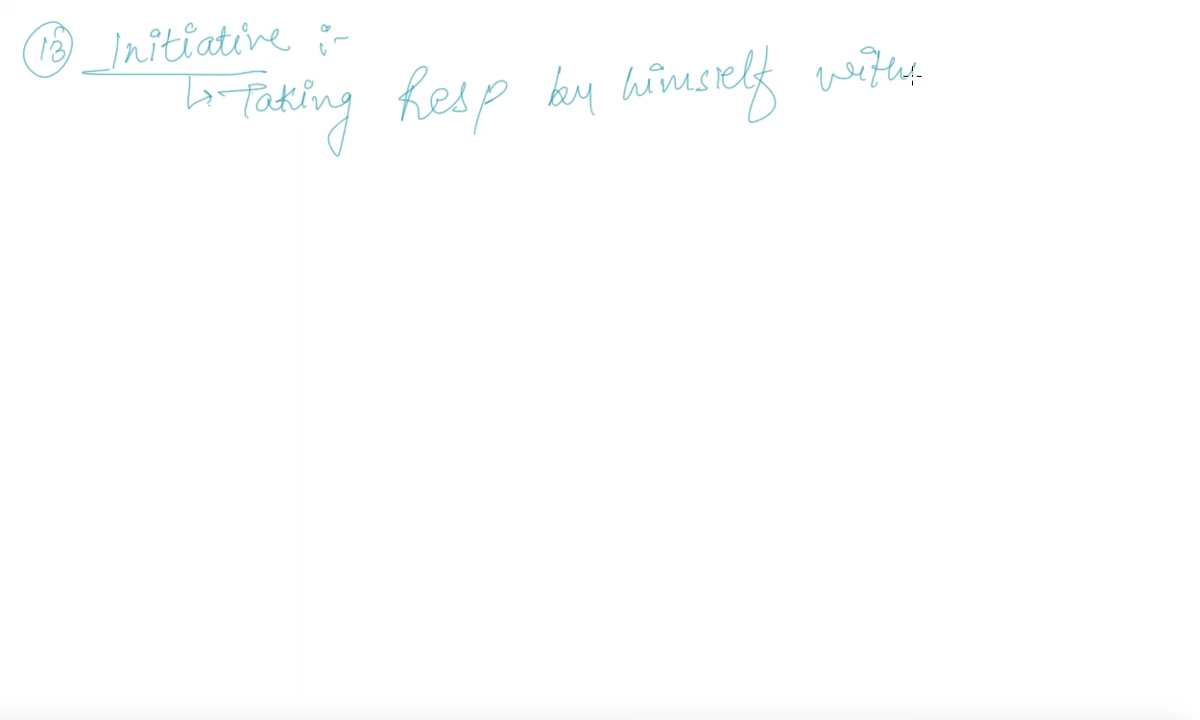 13 Initiative :-
↳ Taking Resp by himself with